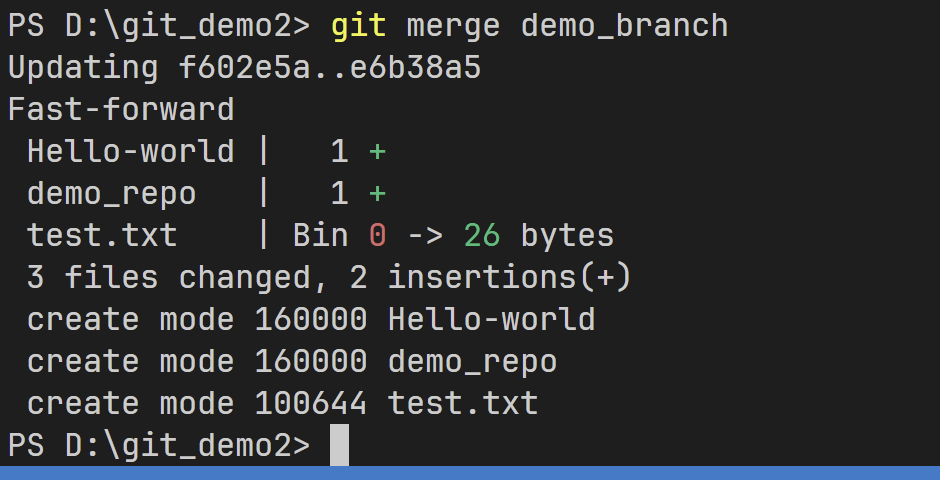 PS D:\git_demo2> git merge demo_branch
Updating f602e5a..e6b38a5
Fast-forward
 Hello-world |   1 +
 demo_repo   |   1 +
 test.txt    | Bin 0 -> 26 bytes
 3 files changed, 2 insertions(+)
 create mode 160000 Hello-world
 create mode 160000 demo_repo
 create mode 100644 test.txt
PS D:\git_demo2>